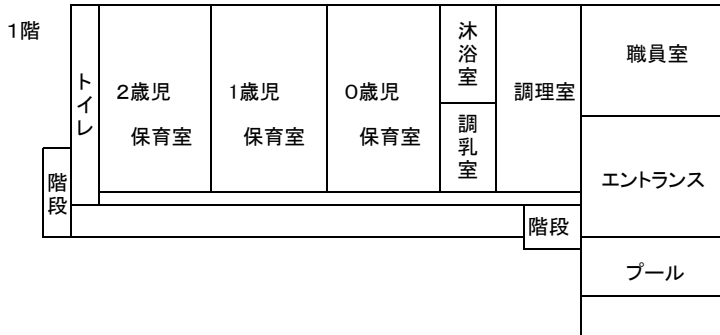 1階
トイレ
2歳児
保育室
1歳児
保育室
0歳児
保育室
沐浴室
調乳室
調理室
職員室
エントランス
階段
階段
プール